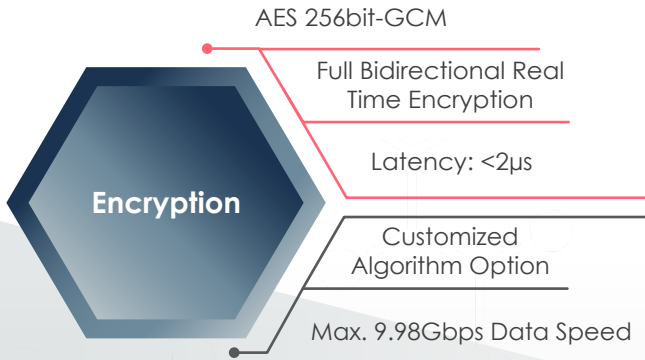 AES 256bit-GCM
Full Bidirectional Real
Time Encryption
Latency: <2µs
Encryption
Customized
Algorithm Option
Max. 9.98Gbps Data Speed